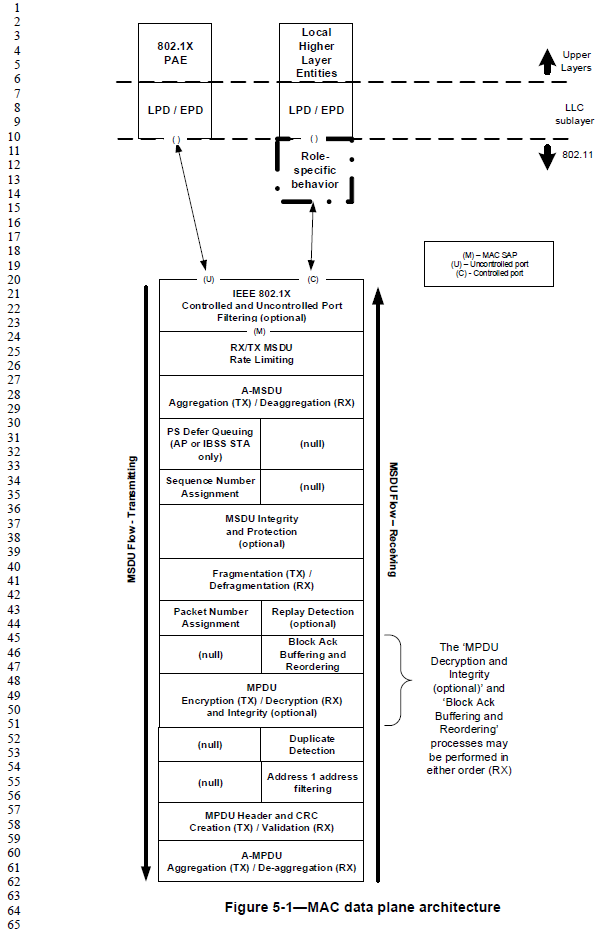 1
2
3
4
5
6
7
8
9
10
11
12
13
14
15
16
17
18
19
20
21
22
23
24
25
26
27
28
29
30
31
32
33
34
35
36
37
38
39
40
41
42
43
44
45
46
47
48
49
50
51
52
53
54
55
56
57
58
59
60
61
62
63
64
65
802.1X
PAE
Local
Higher
Layer
Entities
Upper
Layers
LPD / EPD
LPD / EPD
LLC
sublayer
( )
( )
802.11
Role-
specific
behavior
(M) – MAC SAP
(U) – Uncontrolled port
(C) - Controlled port
(U)
(C)
IEEE 802.1X
Controlled and Uncontrolled Port
Filtering (optional)
(M)
RX/TX MSDU
Rate Limiting
A-MSDU
Aggregation (TX) / Deaggregation (RX)
PS Defer Queuing
(AP or IBSS STA
only)
(null)
Sequence Number
Assignment
(null)
MSDU Integrity
and Protection
(optional)
Fragmentation (TX) /
Defragmentation (RX)
Packet Number
Assignment
Replay Detection
(optional)
(null)
Block Ack
Buffering and
Reordering
MPDU
Encryption (TX) / Decryption (RX)
and Integrity (optional)
(null)
Duplicate
Detection
(null)
Address 1 address
filtering
MPDU Header and CRC
Creation (TX) / Validation (RX)
A-MPDU
Aggregation (TX) / De-aggregation (RX)
MSDU Flow - Transmitting
MSDU Flow – Receiving
The ‘MPDU
Decryption and
Integrity
(optional)’ and
‘Block Ack
Buffering and
Reordering’
processes may
be performed in
either order (RX)
Figure 5-1—MAC data plane architecture